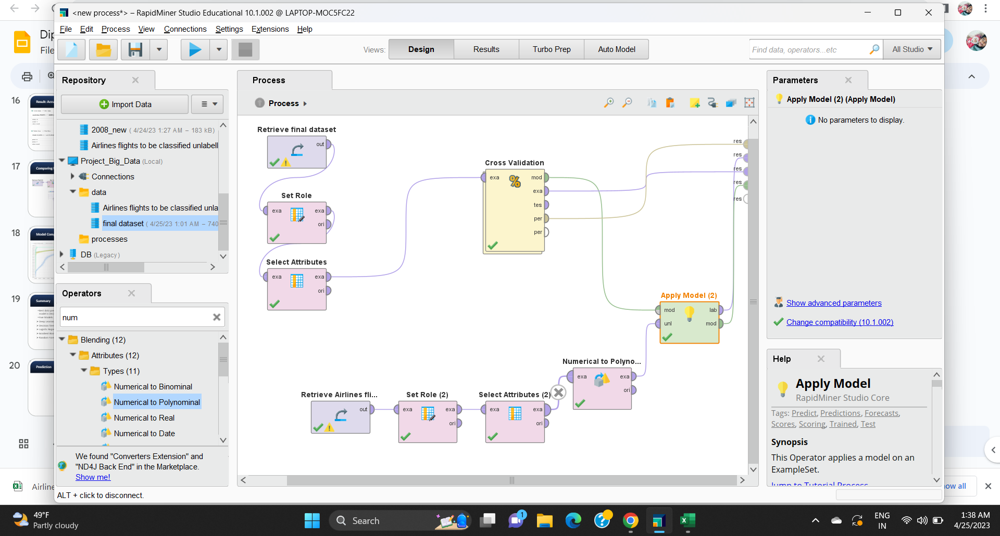 <new process*> – RapidMiner Studio Educational 10.1.002 @ LAPTOP-MOC5FC22
File Edit Process View Connections Settings Extensions Help
Views: Design Results Turbo Prep Auto Model
Find data, operators...etc
All Studio
Dip
File
16
17
18
19
20
Summary
Prediction
Repository
Import Data
2008_new ( 4/24/23 1:27 AM – 183 kB)
Airlines flights to be classified unlabell
Project_Big_Data (Local)
Connections
data
Airlines flights to be classified unla
final dataset ( 4/25/23 1:01 AM – 740
processes
DB (Legacy)
Operators
num
Blending (12)
Attributes (12)
Types (11)
Numerical to Binominal
Numerical to Polynominal
Numerical to Real
Numerical to Date
We found "Converters Extension" and
"ND4J Back End" in the Marketplace.
Show me!
ALT + click to disconnect.
Process
Process
Retrieve final dataset
out
Set Role
exa exa
ori
Select Attributes
exa exa
ori
Cross Validation
exa % mod
exa
tes
per
per
res
res
res
res
res
Apply Model (2)
mod lab
unl mod
Numerical to Polyno...
exa exa
ori
Retrieve Airlines fli...
out
Set Role (2)
exa exa
ori
Select Attributes (2)
exa exa
ori
Parameters
Apply Model (2) (Apply Model)
No parameters to display.
Show advanced parameters
Change compatibility (10.1.002)
Help
Apply Model
RapidMiner Studio Core
Tags: Predict, Predictions, Forecasts,
Scores, Scoring, Trained, Test
Synopsis
This Operator applies a model on an
ExampleSet.
Jump to Tutorial Process
Airline
ow all
49°F
Partly cloudy
Search
1
ENG
IN
1:38 AM
4/25/2023